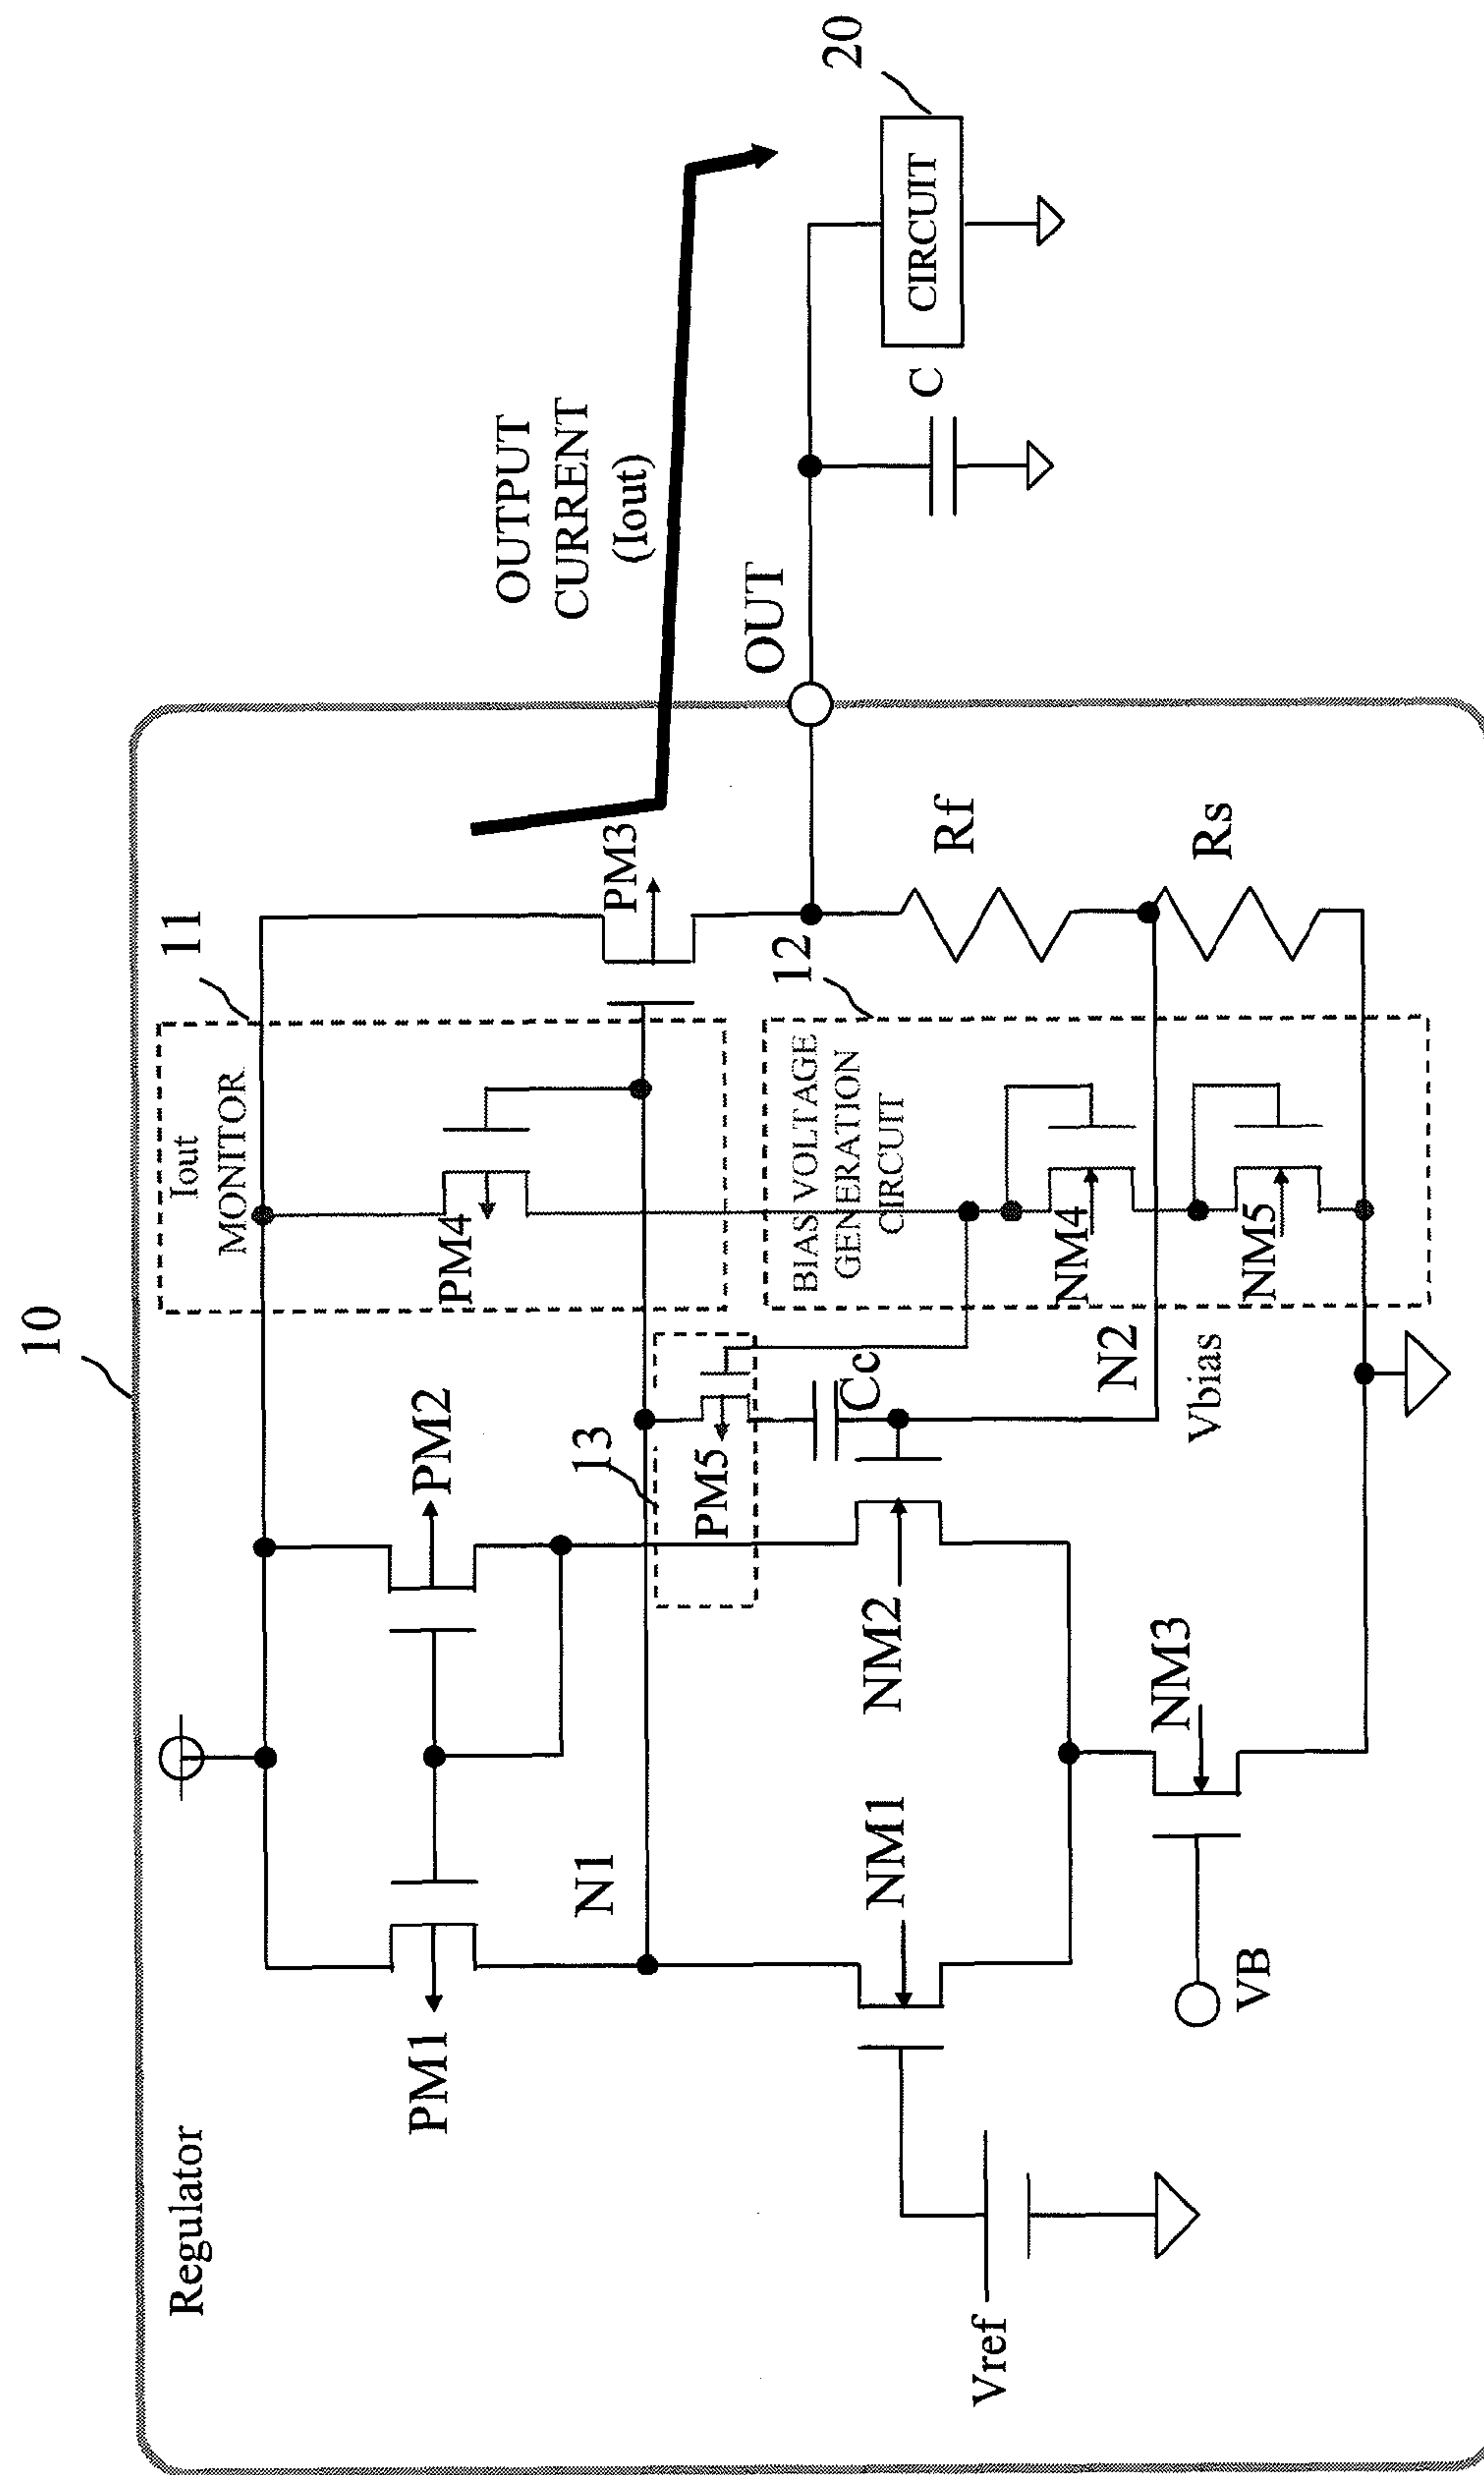 10
Regulator
PM1
PM2
N1
Iout
MONITOR
11
PM4
PM3
OUTPUT
CURRENT
(Iout)
13
PM5
Cc
12
BIAS VOLTAGE
GENERATION
CIRCUIT
OUT
20
CIRCUIT
C
Rf
Rs
NM1
NM2
NM4
NM5
N2
Vbias
NM3
VB
Vref